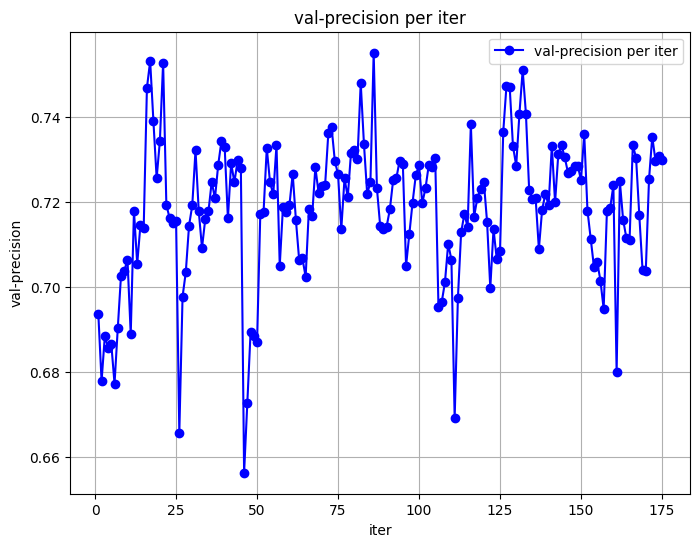 val-precision per iter
val-precision per iter
0.74
0.72
0.70
0.68
0.66
val-precision
0 25 50 75 100 125 150 175
iter